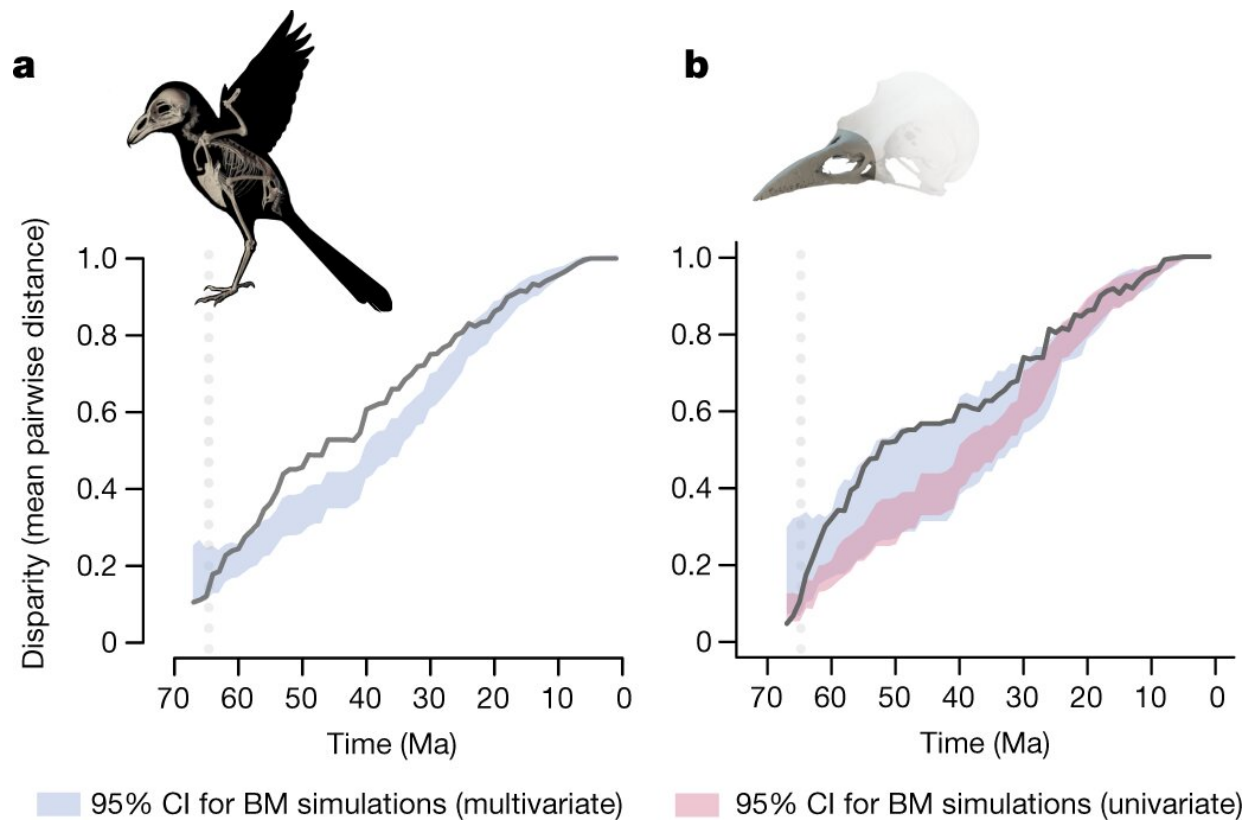 a
b
Disparity (mean pairwise distance)
1.0
0.8
0.6
0.4
0.2
0
70 60 50 40 30 20 10 0
Time (Ma)
1.0
0.8
0.6
0.4
0.2
0
70 60 50 40 30 20 10 0
Time (Ma)
95% CI for BM simulations (multivariate)
95% CI for BM simulations (univariate)